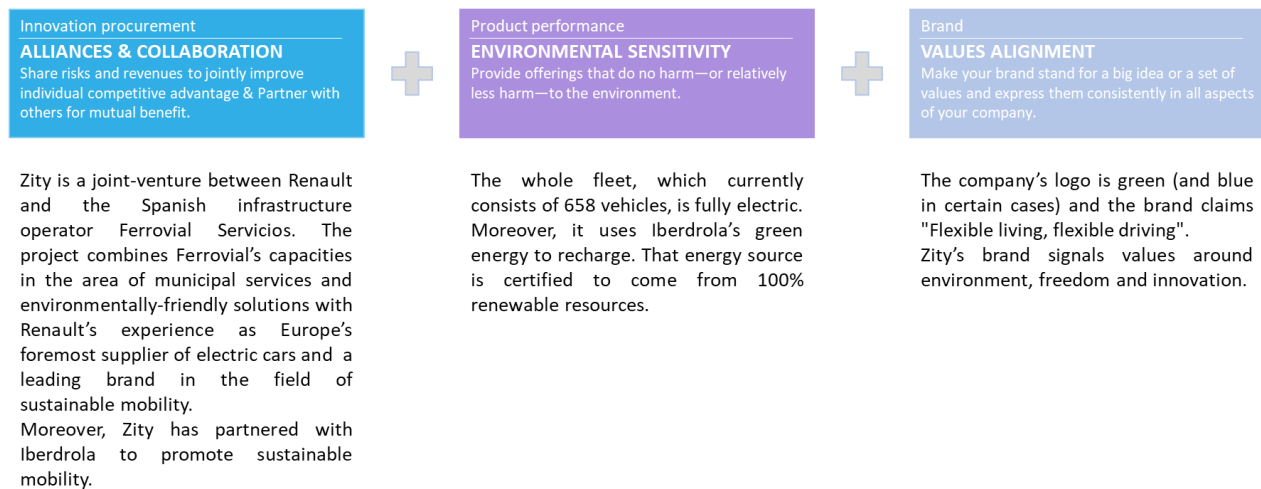 Innovation procurement
ALLIANCES & COLLABORATION
Share risks and revenues to jointly improve
individual competitive advantage & Partner with
others for mutual benefit.
Zity is a joint-venture between Renault
and the Spanish infrastructure
operator Ferrovial Servicios. The
project combines Ferrovial’s capacities
in the area of municipal services and
environmentally-friendly solutions with
Renault’s experience as Europe’s
foremost supplier of electric cars and a
leading brand in the field of
sustainable mobility.
Moreover, Zity has partnered with
Iberdrola to promote sustainable
mobility.
Product performance
ENVIRONMENTAL SENSITIVITY
Provide offerings that do no harm—or relatively
less harm—to the environment.
The whole fleet, which currently
consists of 658 vehicles, is fully electric.
Moreover, it uses Iberdrola’s green
energy to recharge. That energy source
is certified to come from 100%
renewable resources.
Brand
VALUES ALIGNMENT
Make your brand stand for a big idea or a set of
values and express them consistently in all aspects
of your company.
The company’s logo is green (and blue
in certain cases) and the brand claims
"Flexible living, flexible driving".
Zity’s brand signals values around
environment, freedom and innovation.